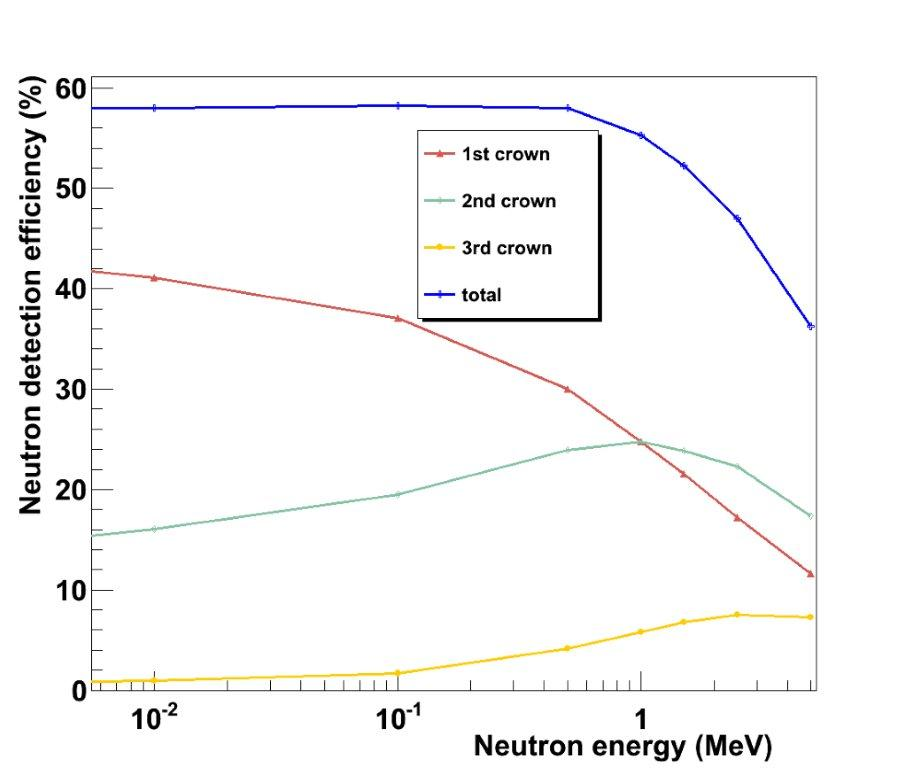 Neutron detection efficiency (%)
60
50
40
30
20
10
0
1st crown
2nd crown
3rd crown
total
10-2
10-1
1
Neutron energy (MeV)